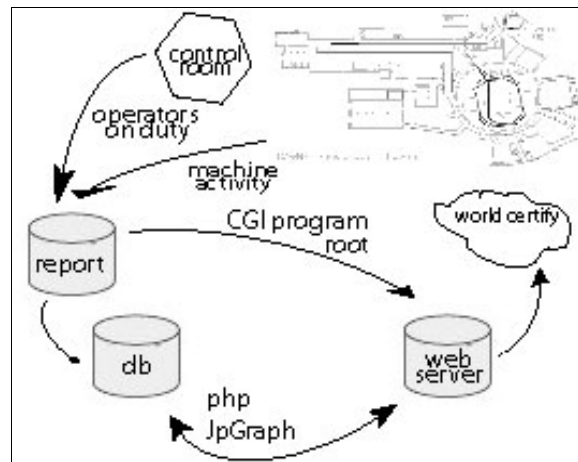 control
room
operators
on duty
machine
activity
CGI program
root
world certify
report
db
web
server
php
JpGraph